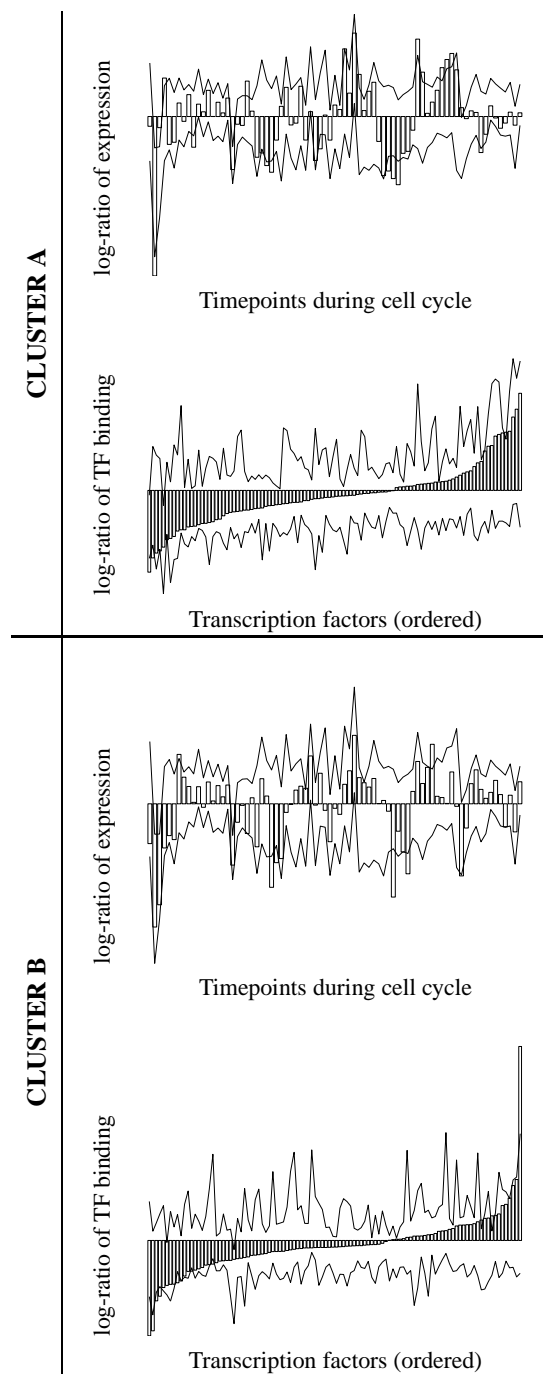 CLUSTER A
log-ratio of expression
Timepoints during cell cycle
log-ratio of TF binding
Transcription factors (ordered)
CLUSTER B
log-ratio of expression
Timepoints during cell cycle
log-ratio of TF binding
Transcription factors (ordered)